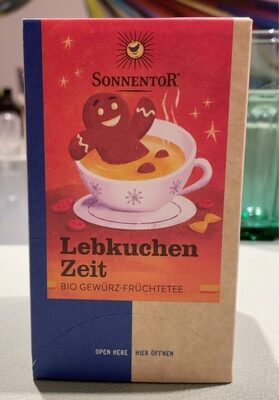 SONNENTOR®
Lebkuchen
Zeit
BIO GEWÜRZ-FRÜCHTETEE
OPEN HERE HIER ÖFFNEN